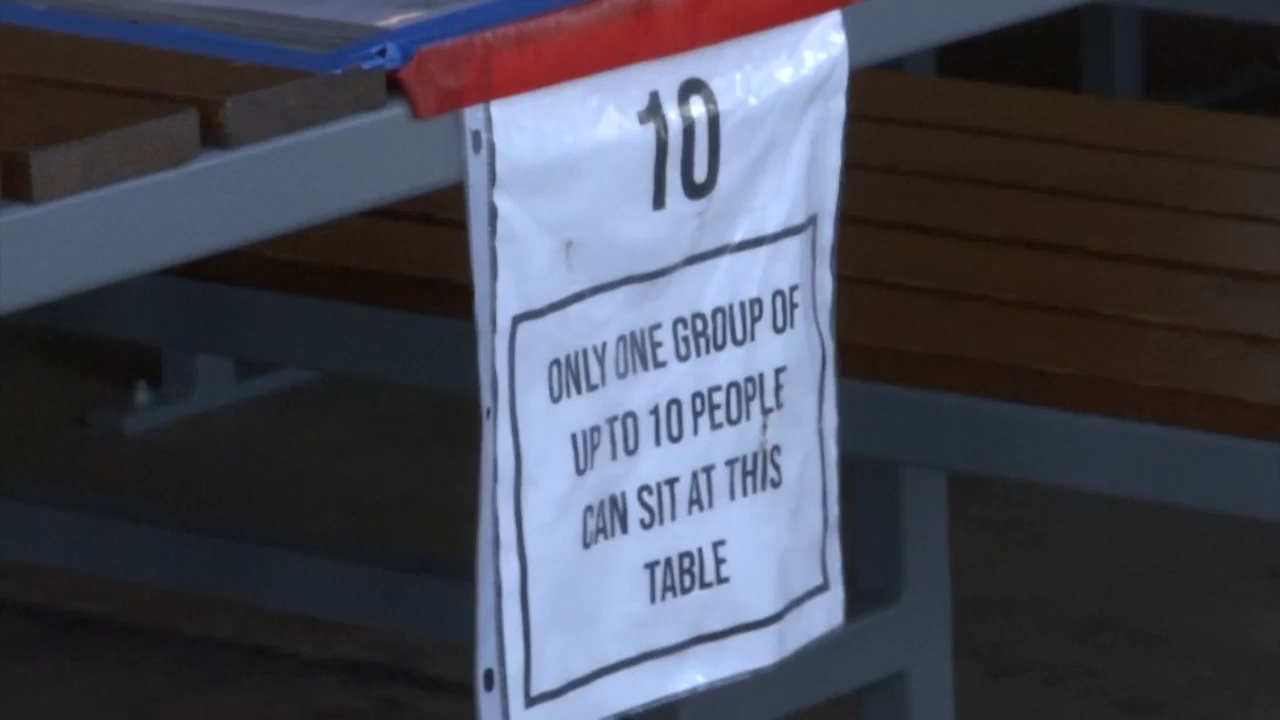 10
ONLY ONE GROUP OF
UP TO 10 PEOPLE
CAN SIT AT THIS
TABLE